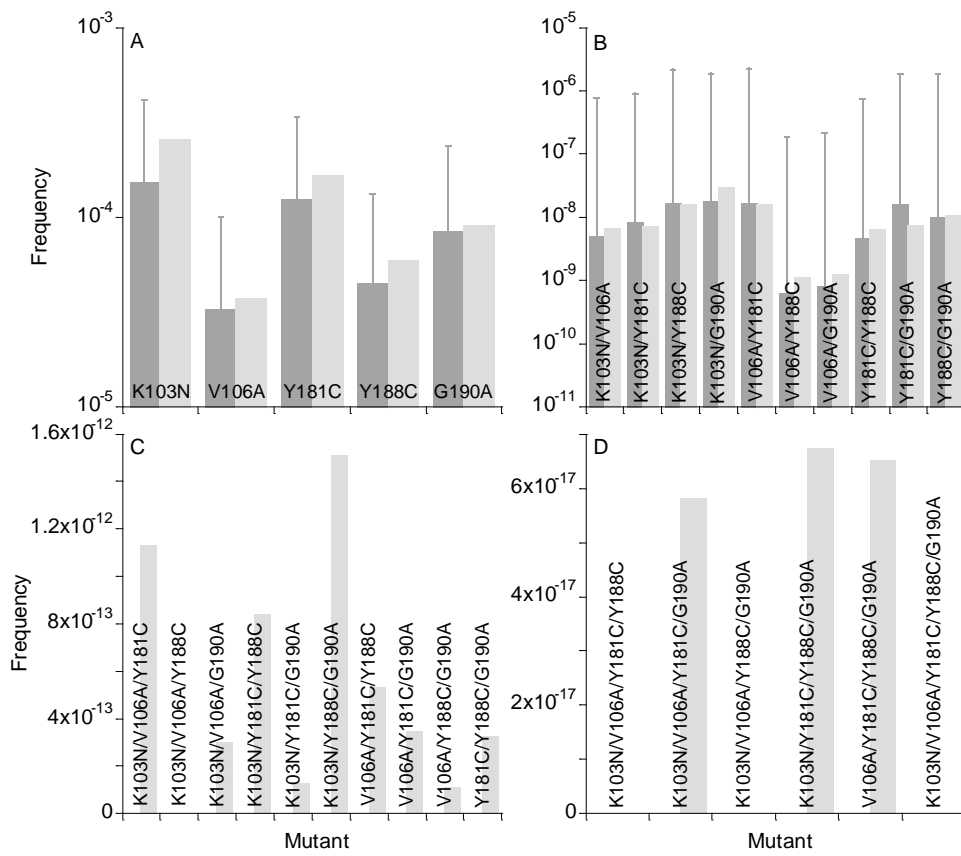 A
10-3
10-4
10-5
Frequency
K103N
V106A
Y181C
Y188C
G190A
B
10-5
10-6
10-7
10-8
10-9
10-10
10-11
K103N/V106A
K103N/Y181C
K103N/Y188C
K103N/G190A
V106A/Y181C
V106A/Y188C
V106A/G190A
Y181C/Y188C
Y181C/G190A
Y188C/G190A
C
1.6x10-12
1.2x10-12
8x10-13
4x10-13
0
Frequency
K103N/V106A/Y181C
K103N/V106A/Y188C
K103N/V106A/G190A
K103N/Y181C/Y188C
K103N/Y181C/G190A
K103N/Y188C/G190A
V106A/Y181C/Y188C
V106A/Y181C/G190A
V106A/Y188C/G190A
Y181C/Y188C/G190A
Mutant
D
6x10-17
4x10-17
2x10-17
0
K103N/V106A/Y181C/Y188C
K103N/V106A/Y181C/G190A
K103N/V106A/Y188C/G190A
K103N/Y181C/Y188C/G190A
V106A/Y181C/Y188C/G190A
K103N/V106A/Y181C/Y188C/G190A
Mutant